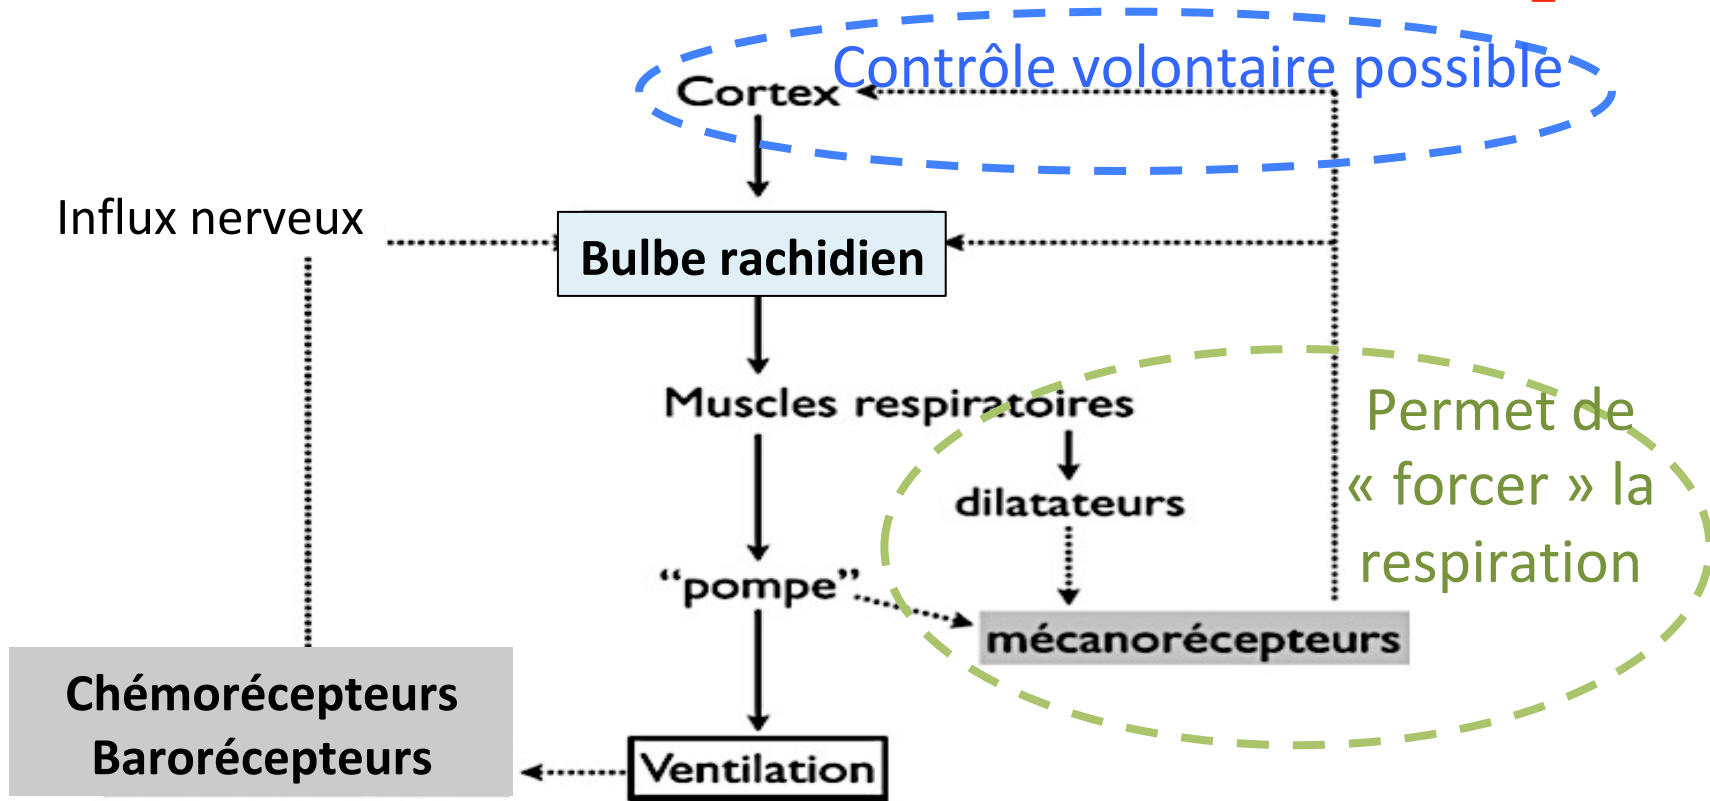 Contrôle volontaire possible
Cortex
Influx nerveux
Bulbe rachidien
Muscles respiratoires
Permet de
« forcer » la
respiration
dilatateurs
“pompe”
mécanorécepteurs
Chémorécepteurs
Barorécepteurs
Ventilation